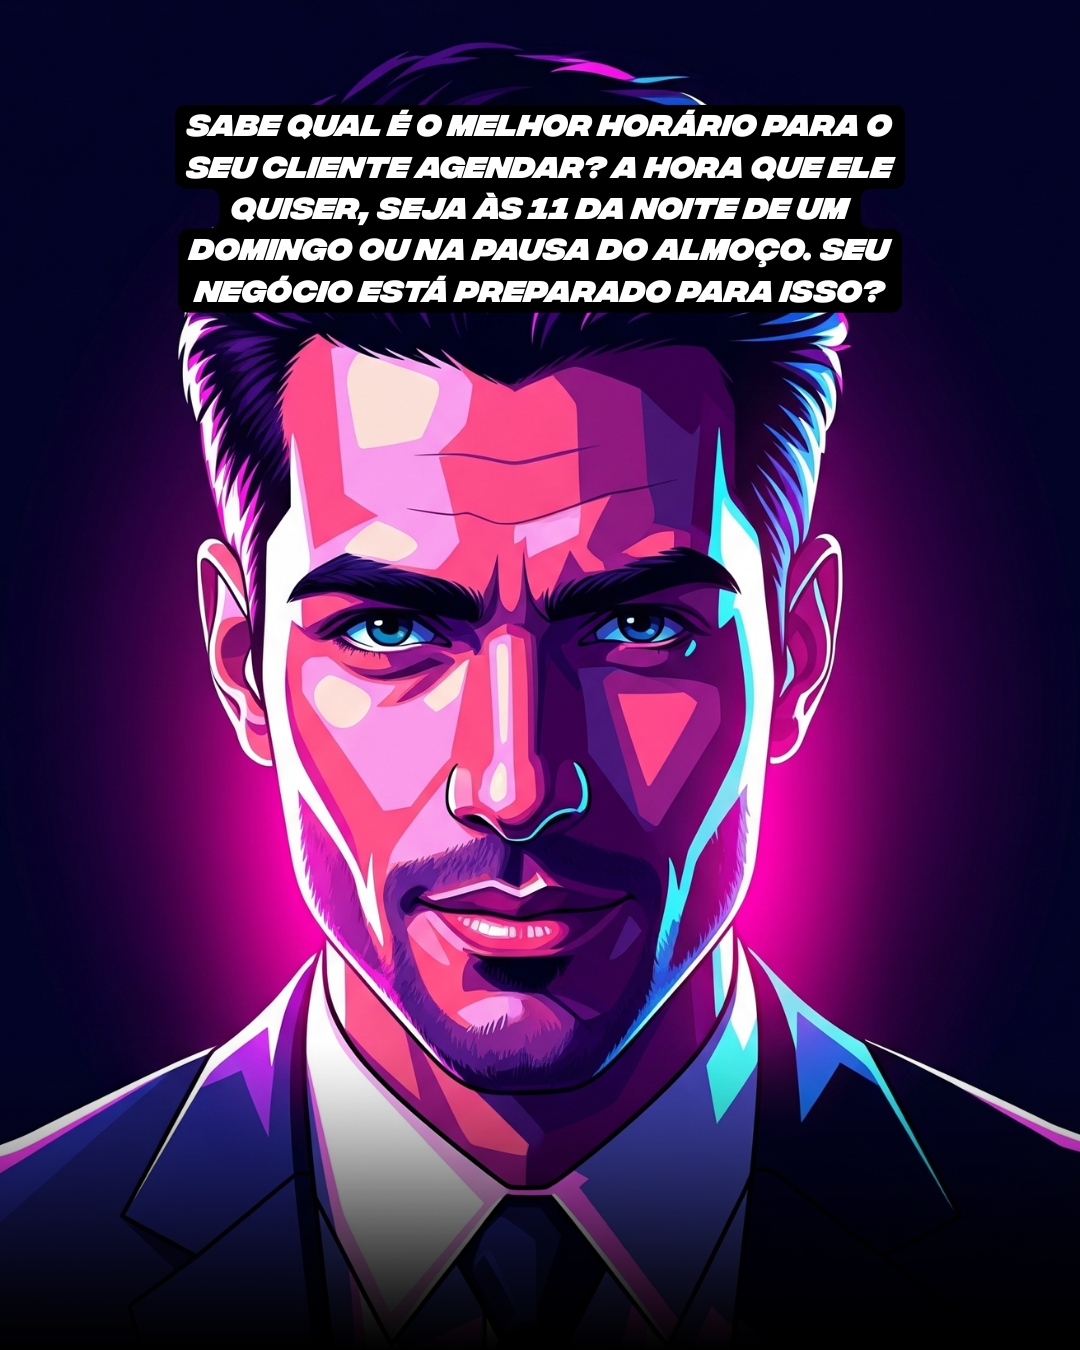 SABE QUAL É O MELHOR HORÁRIO PARA O
SEU CLIENTE AGENDAR? A HORA QUE ELE
QUISER, SEJA ÀS 11 DA NOITE DE UM
DOMINGO OU NA PAUSA DO ALMOÇO. SEU
NEGÓCIO ESTÁ PREPARADO PARA ISSO?